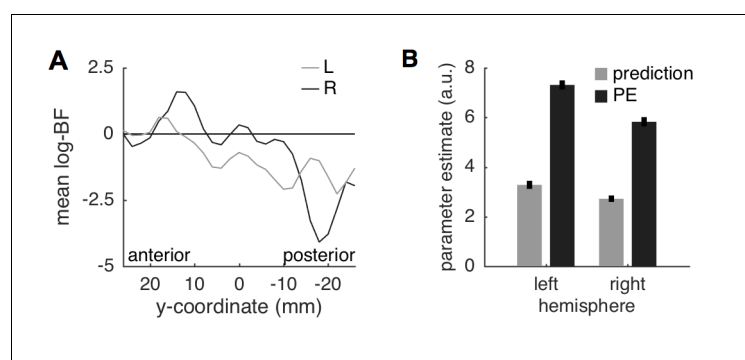 A
2.5
0
-2.5
-5
mean log-BF
L
R
anterior
posterior
20 10 0 -10 -20
y-coordinate (mm)
B
8
6
4
2
0
parameter estimate (a.u.)
prediction
PE
left right
hemisphere